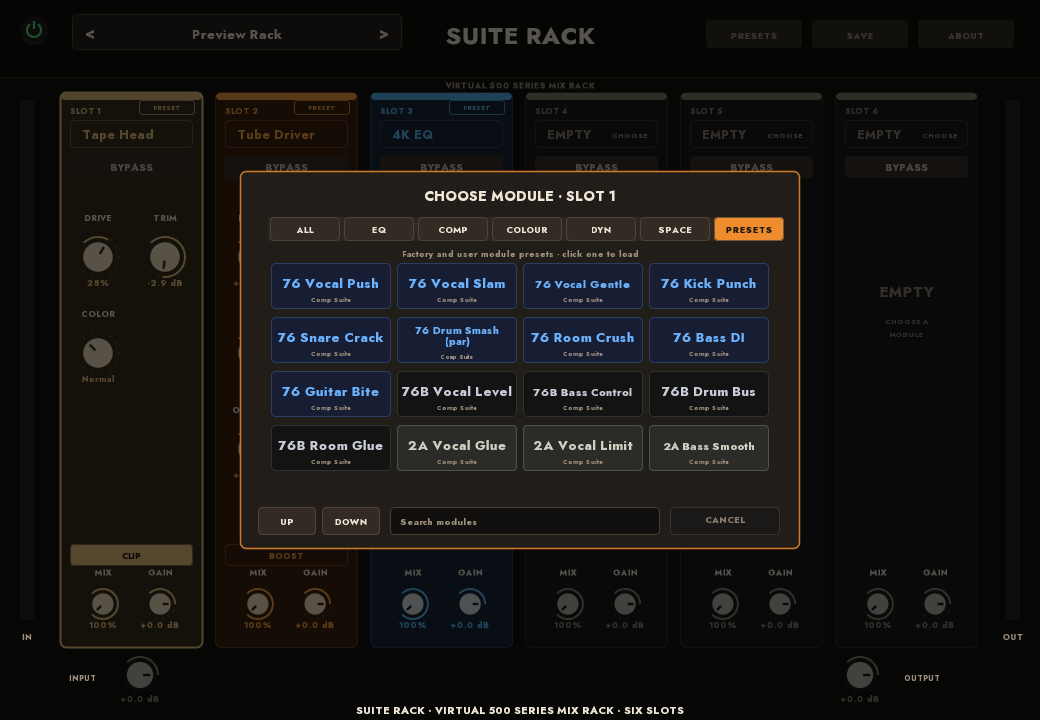 < Preview Rack >
SUITE RACK
PRESETS SAVE ABOUT
VIRTUAL 500 SERIES MIX RACK
SLOT 1 PRESET SLOT 2 PRESET SLOT 3 PRESET SLOT 4 SLOT 5 SLOT 6
Tape Head Tube Driver 4K EQ EMPTY CHOOSE EMPTY CHOOSE EMPTY CHOOSE
BYPASS BYPASS BYPASS BYPASS BYPASS BYPASS
CHOOSE MODULE · SLOT 1
ALL EQ COMP COLOUR DYN SPACE PRESETS
Factory and user module presets · click one to load
76 Vocal Push 76 Vocal Slam 76 Vocal Gentle 76 Kick Punch
Comp Suite Comp Suite Comp Suite Comp Suite
76 Snare Crack 76 Drum Smash (par) 76 Room Crush 76 Bass DI
Comp Suite Comp Suite Comp Suite Comp Suite
76 Guitar Bite 76B Vocal Level 76B Bass Control 76B Drum Bus
Comp Suite Comp Suite Comp Suite Comp Suite
76B Room Glue 2A Vocal Glue 2A Vocal Limit 2A Bass Smooth
Comp Suite Comp Suite Comp Suite Comp Suite
UP DOWN Search modules CANCEL
DRIVE TRIM
28% -2.9 dB
COLOR
Normal
EMPTY
CHOOSE A
MODULE
CLIP BOOST
MIX GAIN MIX GAIN MIX GAIN MIX GAIN MIX GAIN MIX GAIN
100% +0.0 dB 100% +0.0 dB 100% +0.0 dB 100% +0.0 dB 100% +0.0 dB 100% +0.0 dB
IN OUT
INPUT OUTPUT
+0.0 dB +0.0 dB
SUITE RACK · VIRTUAL 500 SERIES MIX RACK · SIX SLOTS